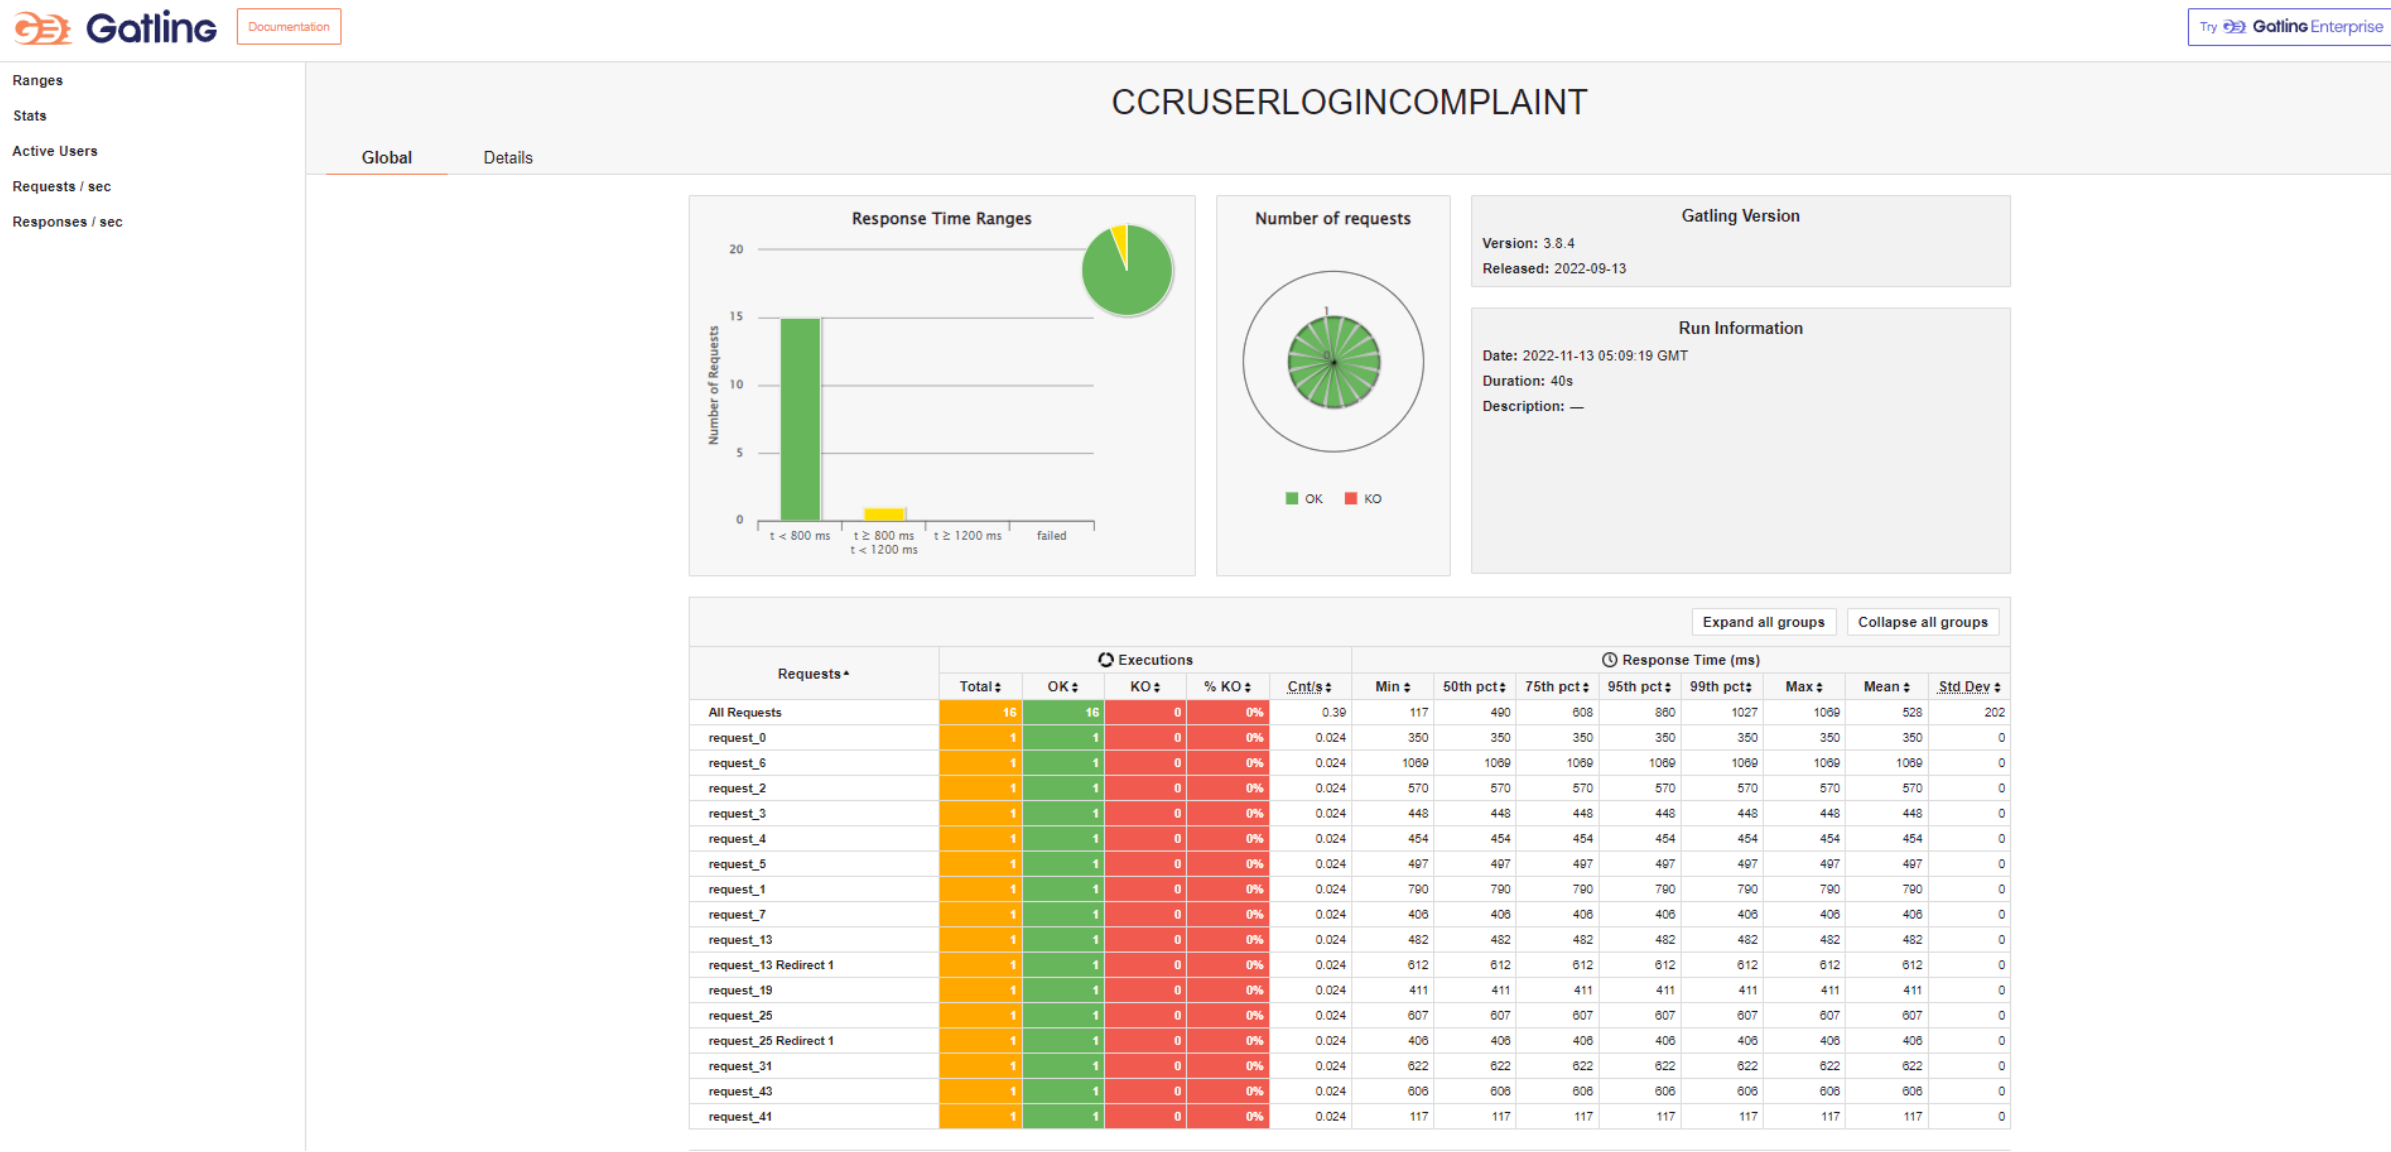 Gatling
Documentation
Try Gatling Enterprise
Ranges
Stats
Active Users
Requests / sec
Responses / sec
CCRUSERLOGINCOMPLAINT
Global Details
Response Time Ranges
Number of Requests
20
15
10
5
0
t < 800 ms
t ≥ 800 ms
t < 1200 ms
t ≥ 1200 ms
failed
Number of requests
1
0
OK KO
Gatling Version
Version: 3.8.4
Released: 2022-09-13
Run Information
Date: 2022-11-13 05:09:19 GMT
Duration: 40s
Description: —
Expand all groups Collapse all groups
Requests Executions Response Time (ms)
Total OK KO % KO Cnt/s Min 50th pct 75th pct 95th pct 99th pct Max Mean Std Dev
All Requests 16 16 0 0% 0.39 117 490 608 860 1027 1069 528 202
request_0 1 1 0 0% 0.024 350 350 350 350 350 350 350 0
request_6 1 1 0 0% 0.024 1069 1069 1069 1069 1069 1069 1069 0
request_2 1 1 0 0% 0.024 570 570 570 570 570 570 570 0
request_3 1 1 0 0% 0.024 448 448 448 448 448 448 448 0
request_4 1 1 0 0% 0.024 454 454 454 454 454 454 454 0
request_5 1 1 0 0% 0.024 497 497 497 497 497 497 497 0
request_1 1 1 0 0% 0.024 790 790 790 790 790 790 790 0
request_7 1 1 0 0% 0.024 406 406 406 406 406 406 406 0
request_13 1 1 0 0% 0.024 482 482 482 482 482 482 482 0
request_13 Redirect 1 1 1 0 0% 0.024 612 612 612 612 612 612 612 0
request_19 1 1 0 0% 0.024 411 411 411 411 411 411 411 0
request_25 1 1 0 0% 0.024 607 607 607 607 607 607 607 0
request_25 Redirect 1 1 1 0 0% 0.024 406 406 406 406 406 406 406 0
request_31 1 1 0 0% 0.024 622 622 622 622 622 622 622 0
request_43 1 1 0 0% 0.024 606 606 606 606 606 606 606 0
request_41 1 1 0 0% 0.024 117 117 117 117 117 117 117 0